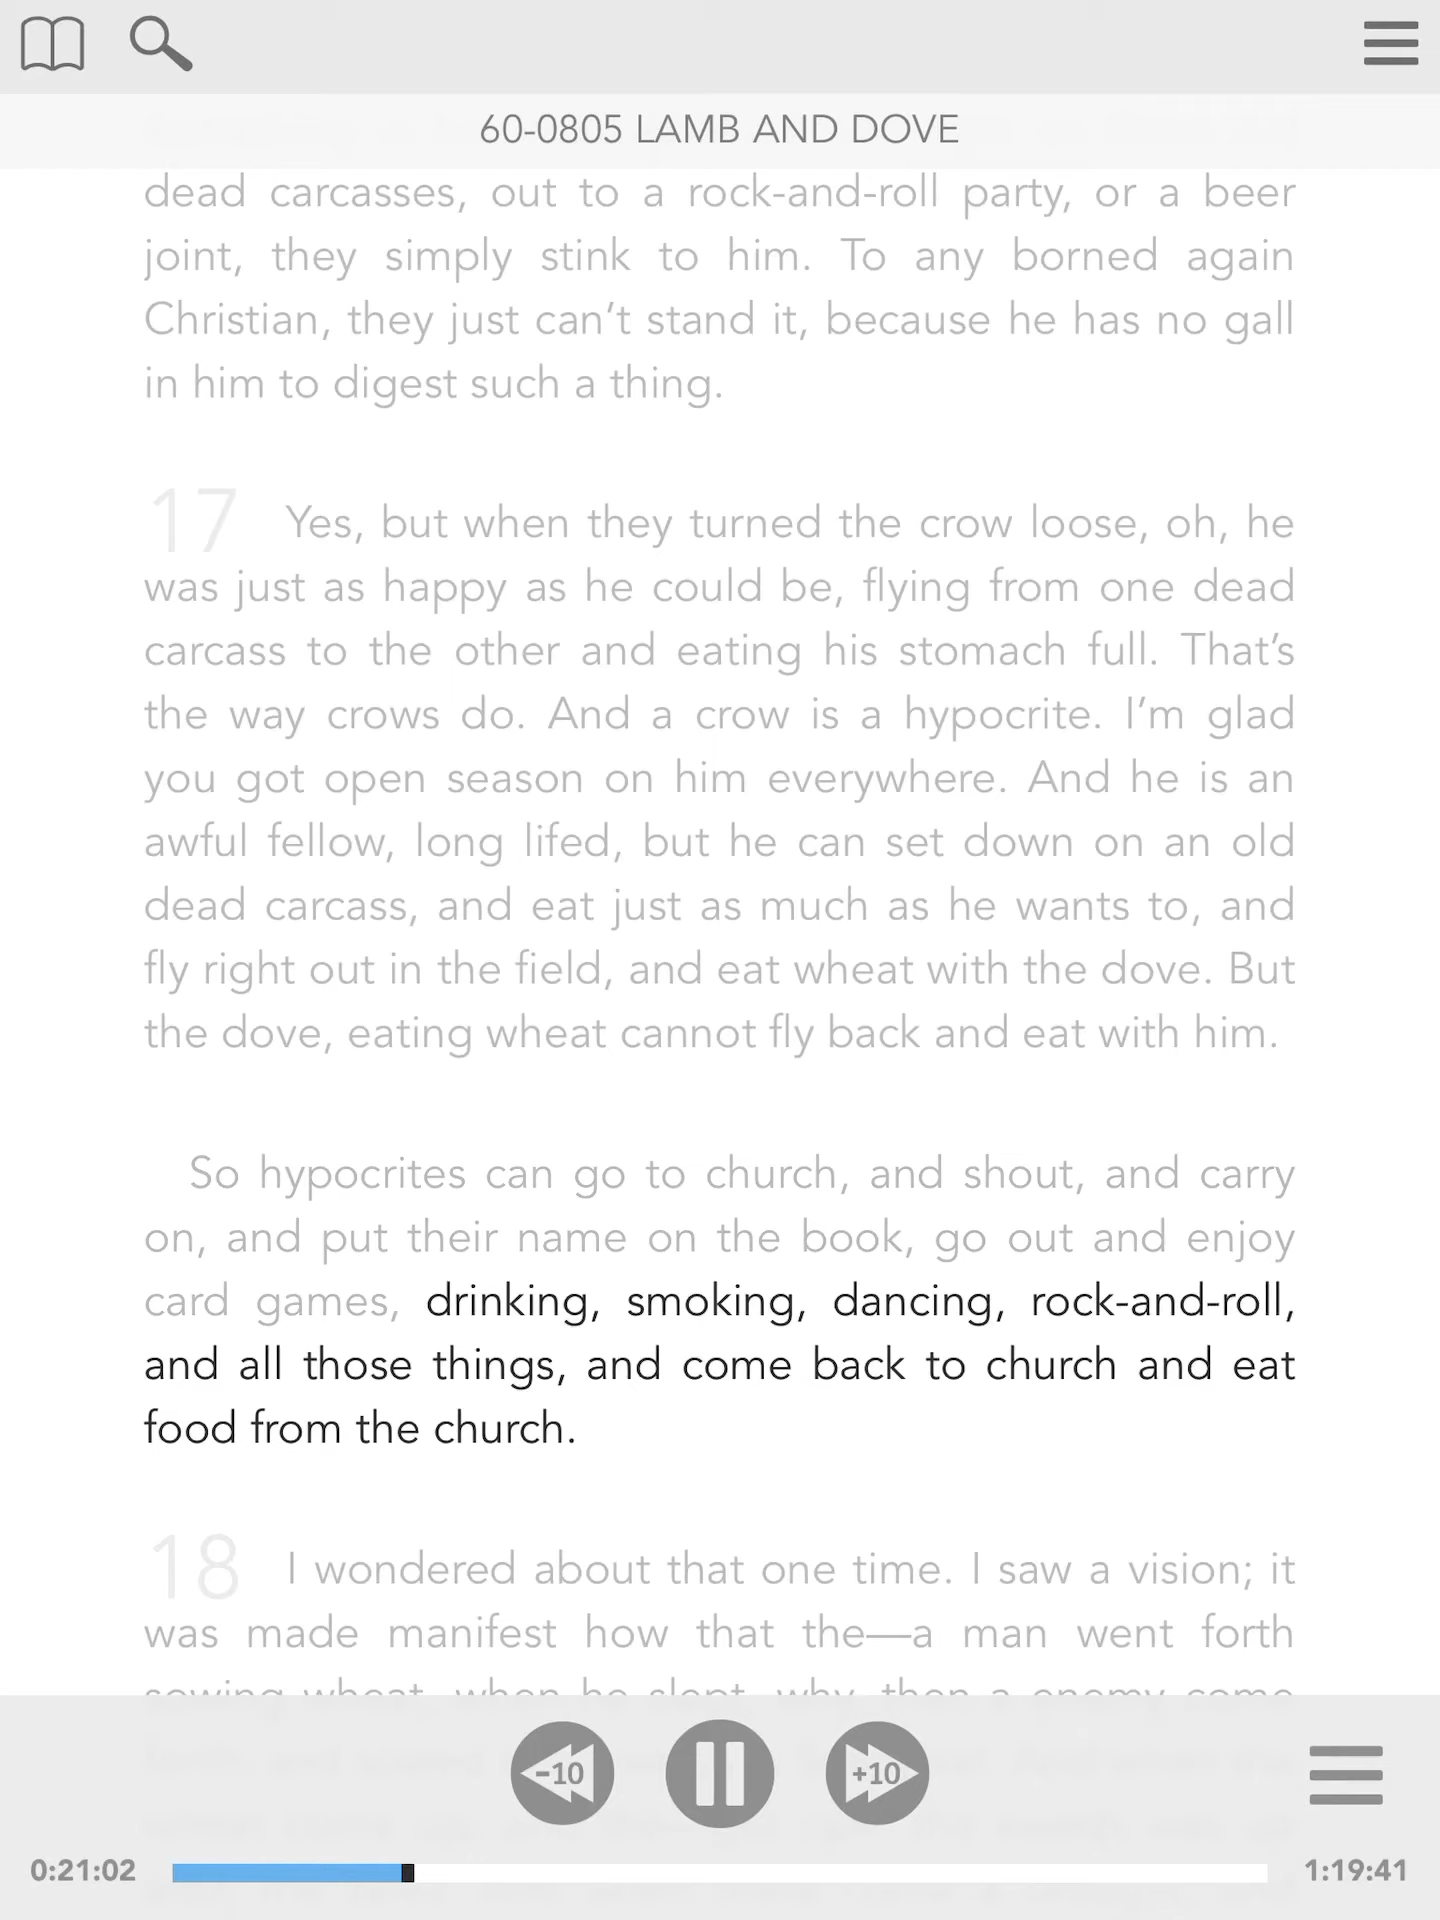 60-0805 LAMB AND DOVE
dead carcasses, out to a rock-and-roll party, or a beer
joint, they simply stink to him. To any borned again
Christian, they just can’t stand it, because he has no gall
in him to digest such a thing.
17 Yes, but when they turned the crow loose, oh, he
was just as happy as he could be, flying from one dead
carcass to the other and eating his stomach full. That’s
the way crows do. And a crow is a hypocrite. I’m glad
you got open season on him everywhere. And he is an
awful fellow, long lifed, but he can set down on an old
dead carcass, and eat just as much as he wants to, and
fly right out in the field, and eat wheat with the dove. But
the dove, eating wheat cannot fly back and eat with him.
So hypocrites can go to church, and shout, and carry
on, and put their name on the book, go out and enjoy
card games, drinking, smoking, dancing, rock-and-roll,
and all those things, and come back to church and eat
food from the church.
18 I wondered about that one time. I saw a vision; it
was made manifest how that the—a man went forth
sowing wheat, when he slept, why, then a enemy come
-10 +10
0:21:02 1:19:41